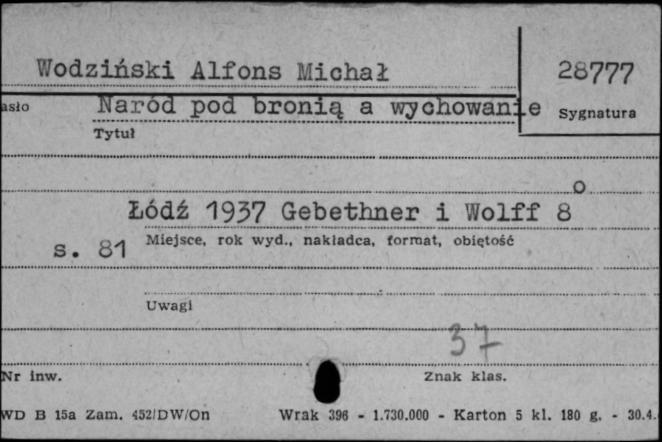 Wodziński Alfons Michał
28777
asło
Naród pod bronią a wychowanie
Sygnatura
Tytuł
o
Łódź 1937 Gebethner i Wolff 8
s. 81
Miejsce, rok wyd., nakładca, format, obiętość
Uwagi
37
Nr inw.
Znak klas.
WD B 15a Zam. 452/DW/On
Wrak 396 - 1.730.000 - Karton 5 kl. 180 g. - 30.4.